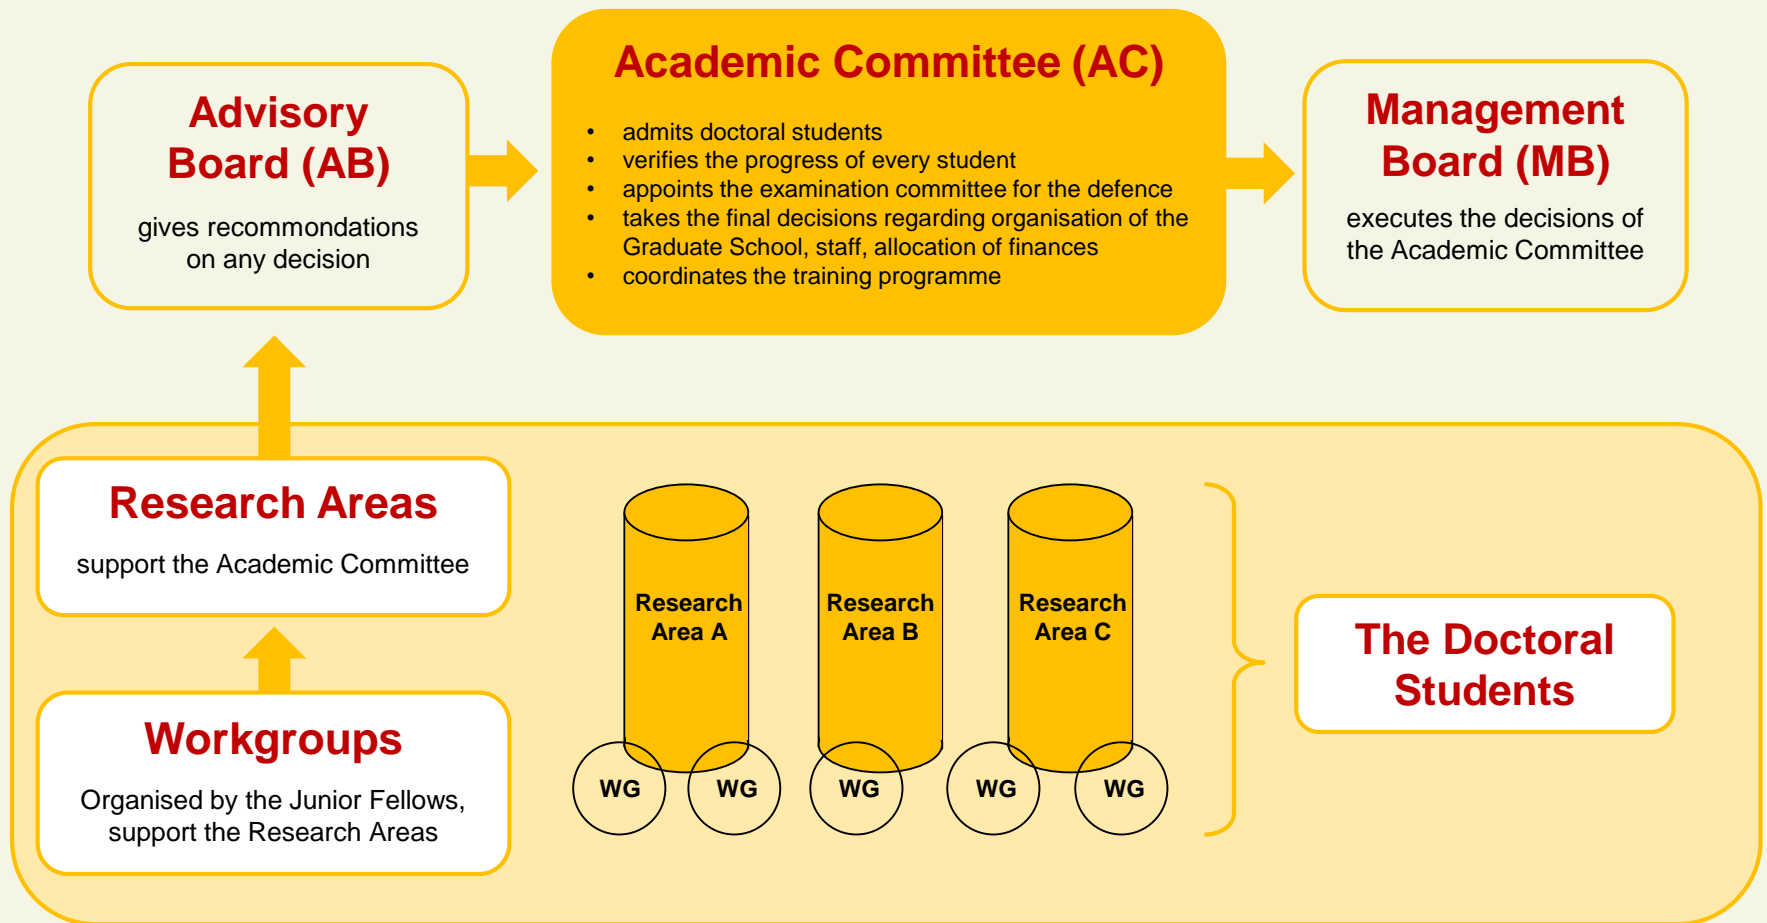 Advisory
Board (AB)
gives recommondations
on any decision
Academic Committee (AC)
• admits doctoral students
• verifies the progress of every student
• appoints the examination committee for the defence
• takes the final decisions regarding organisation of the
Graduate School, staff, allocation of finances
• coordinates the training programme
Management
Board (MB)
executes the decisions of
the Academic Committee
Research Areas
support the Academic Committee
Workgroups
Organised by the Junior Fellows,
support the Research Areas
Research
Area A
Research
Area B
Research
Area C
WG
WG
WG
WG
WG
The Doctoral
Students